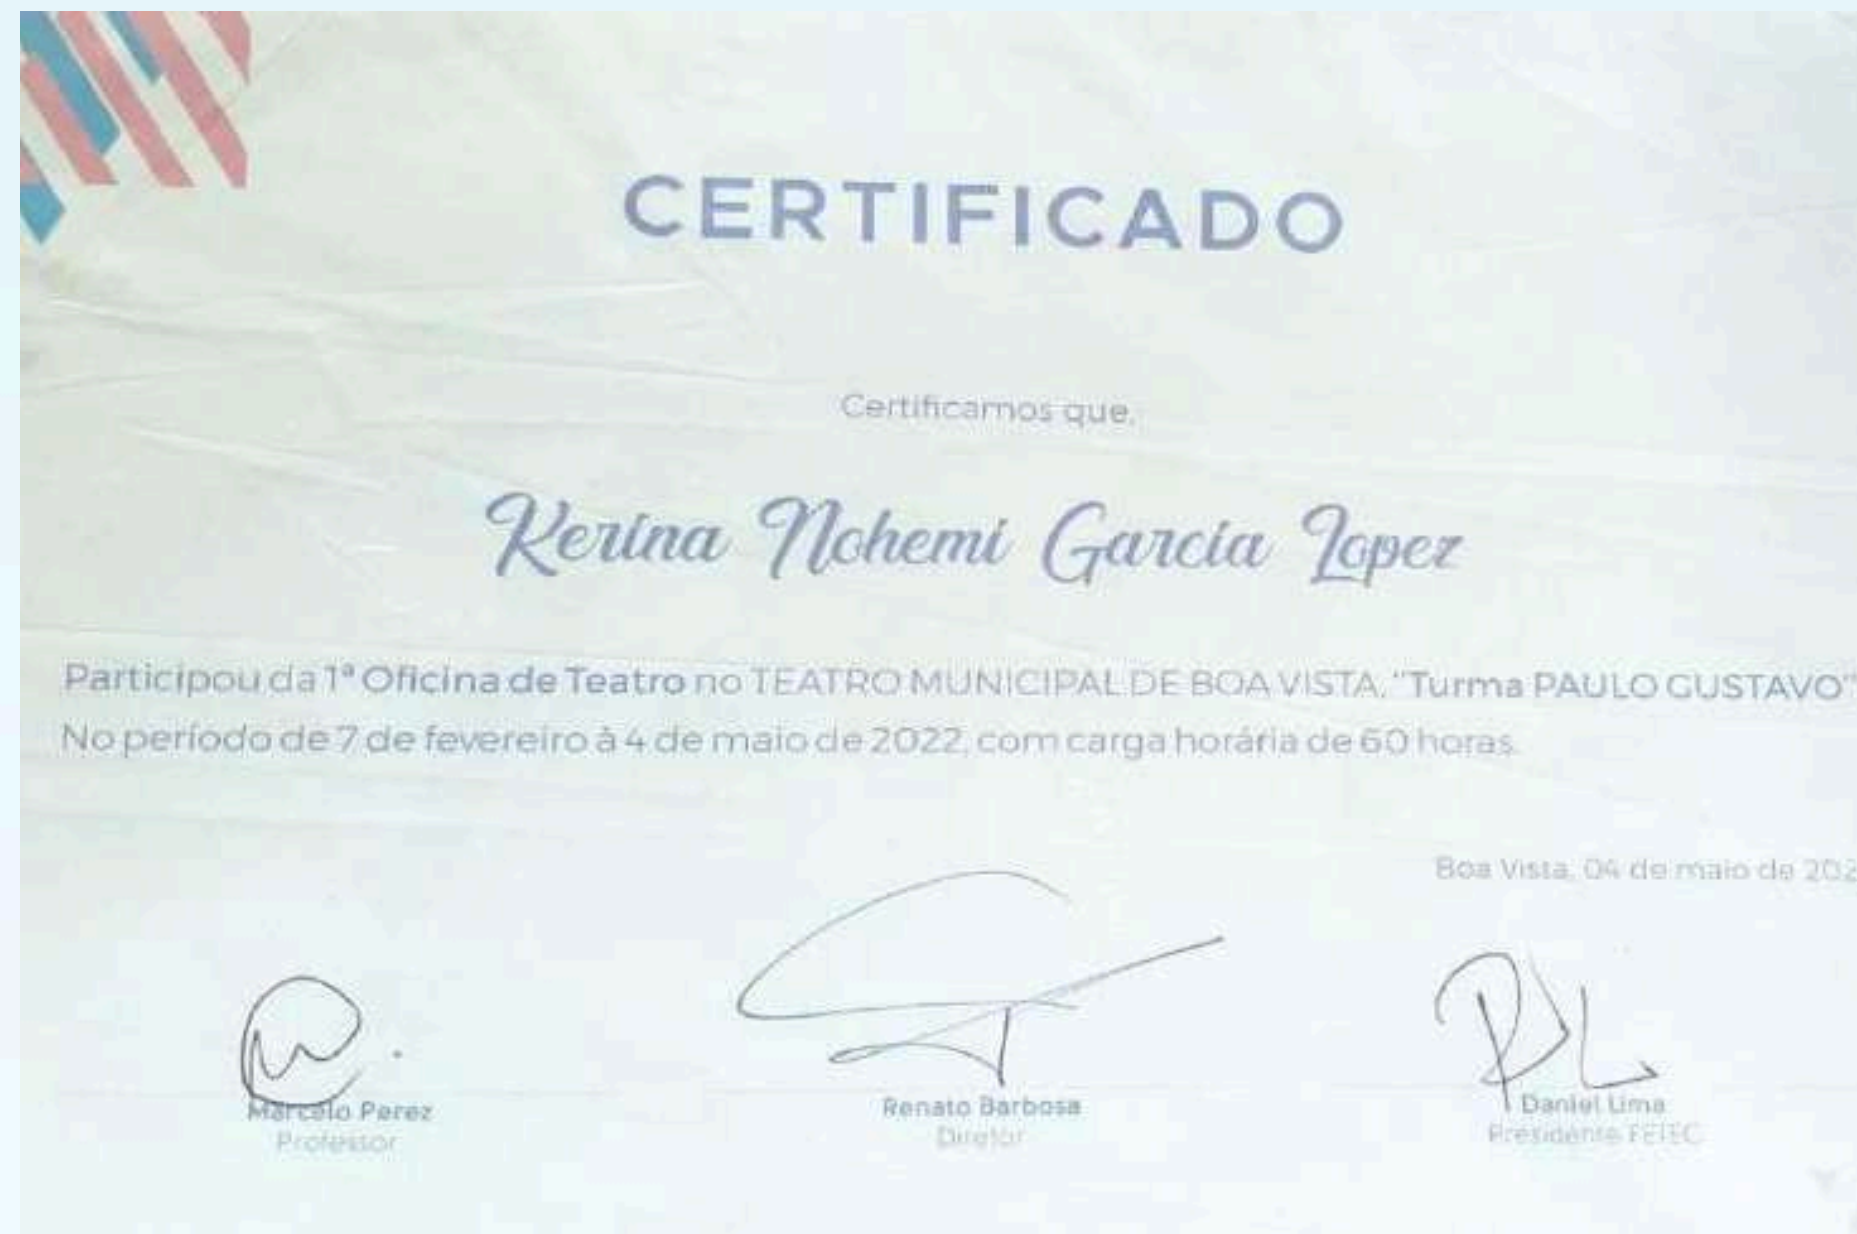 CERTIFICADO
Certificamos que,
Kerina Nohemi Garcia Lopez
Participou da 1ª Oficina de Teatro no TEATRO MUNICIPAL DE BOA VISTA, "Turma PAULO GUSTAVO"
No período de 7 de fevereiro à 4 de maio de 2022, com carga horária de 60 horas.
Boa Vista, 04 de maio de 202
Marcelo Perez
Professor
Renato Barbosa
Diretor
Daniel Lima
Presidente FETEC